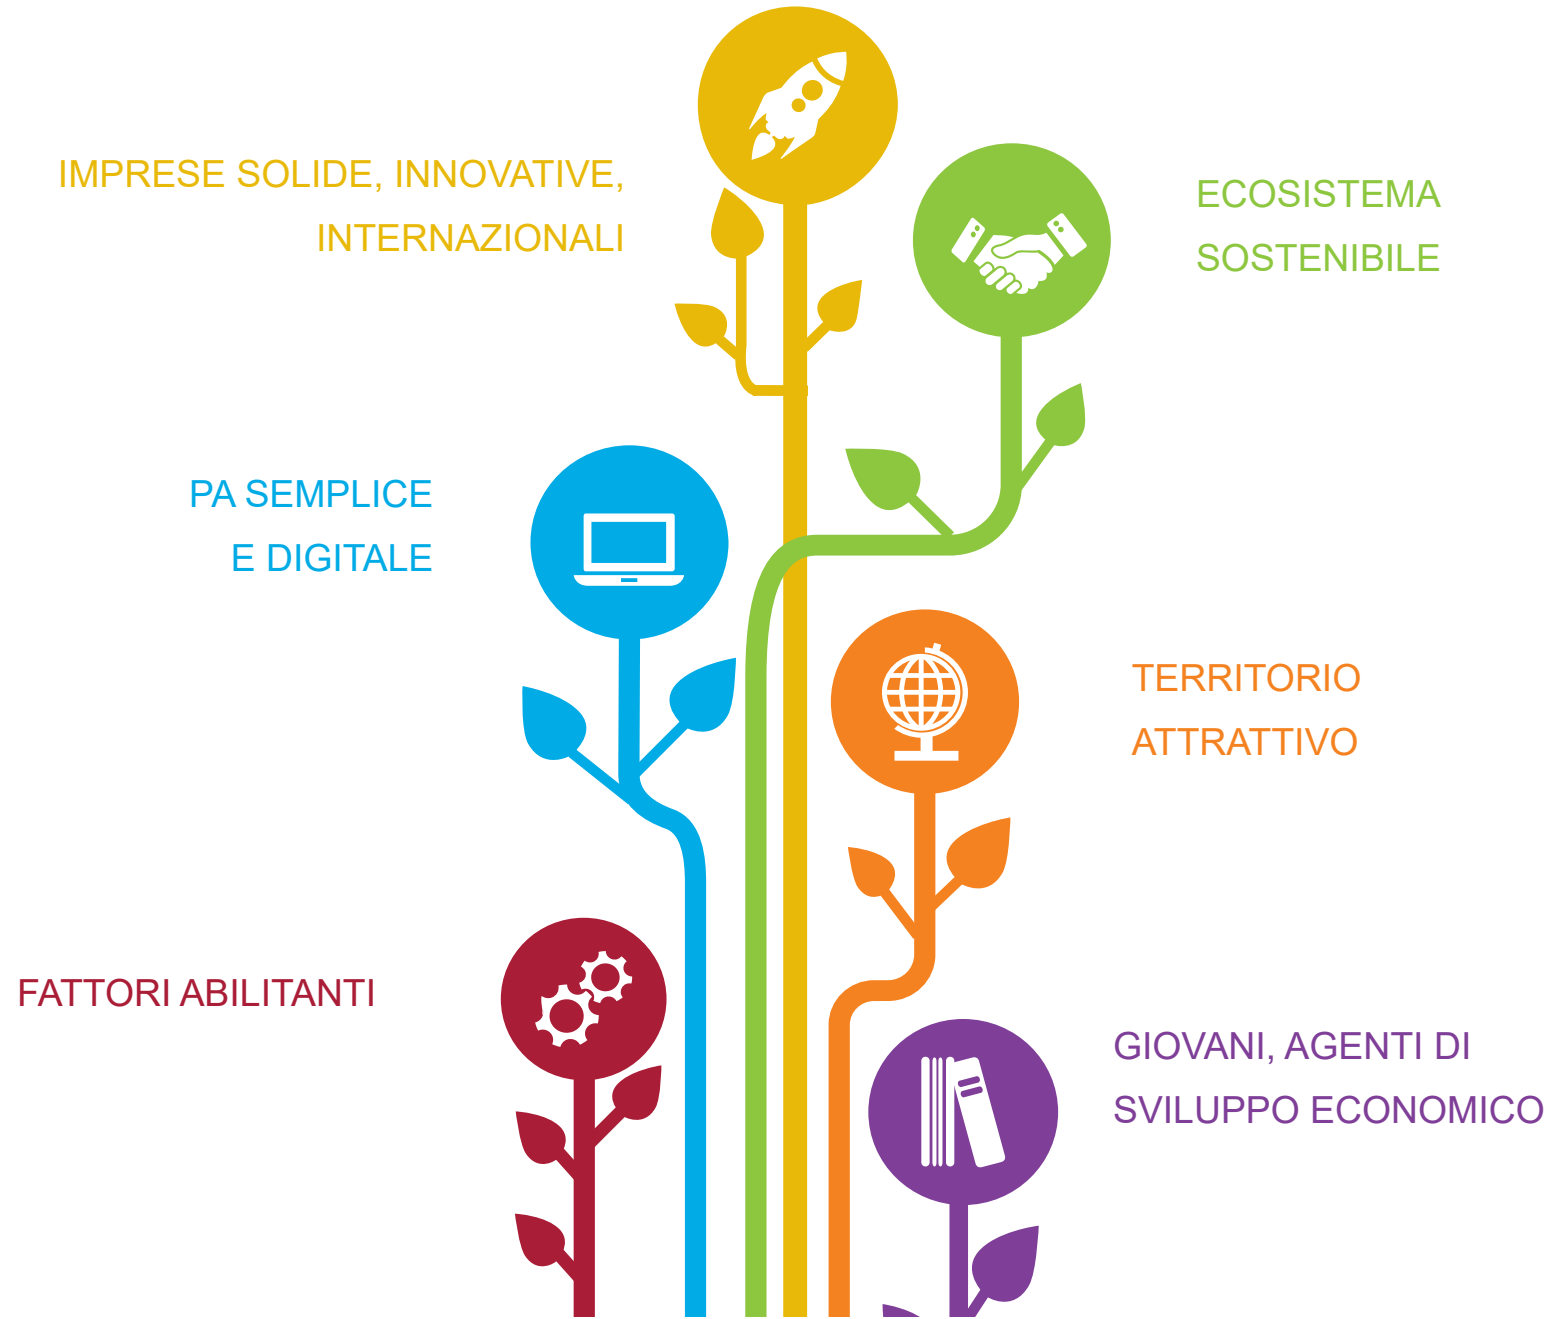 IMPRESE SOLIDE, INNOVATIVE,
INTERNAZIONALI
ECOSISTEMA
SOSTENIBILE
PA SEMPLICE
E DIGITALE
TERRITORIO
ATTRATTIVO
FATTORI ABILITANTI
GIOVANI, AGENTI DI
SVILUPPO ECONOMICO